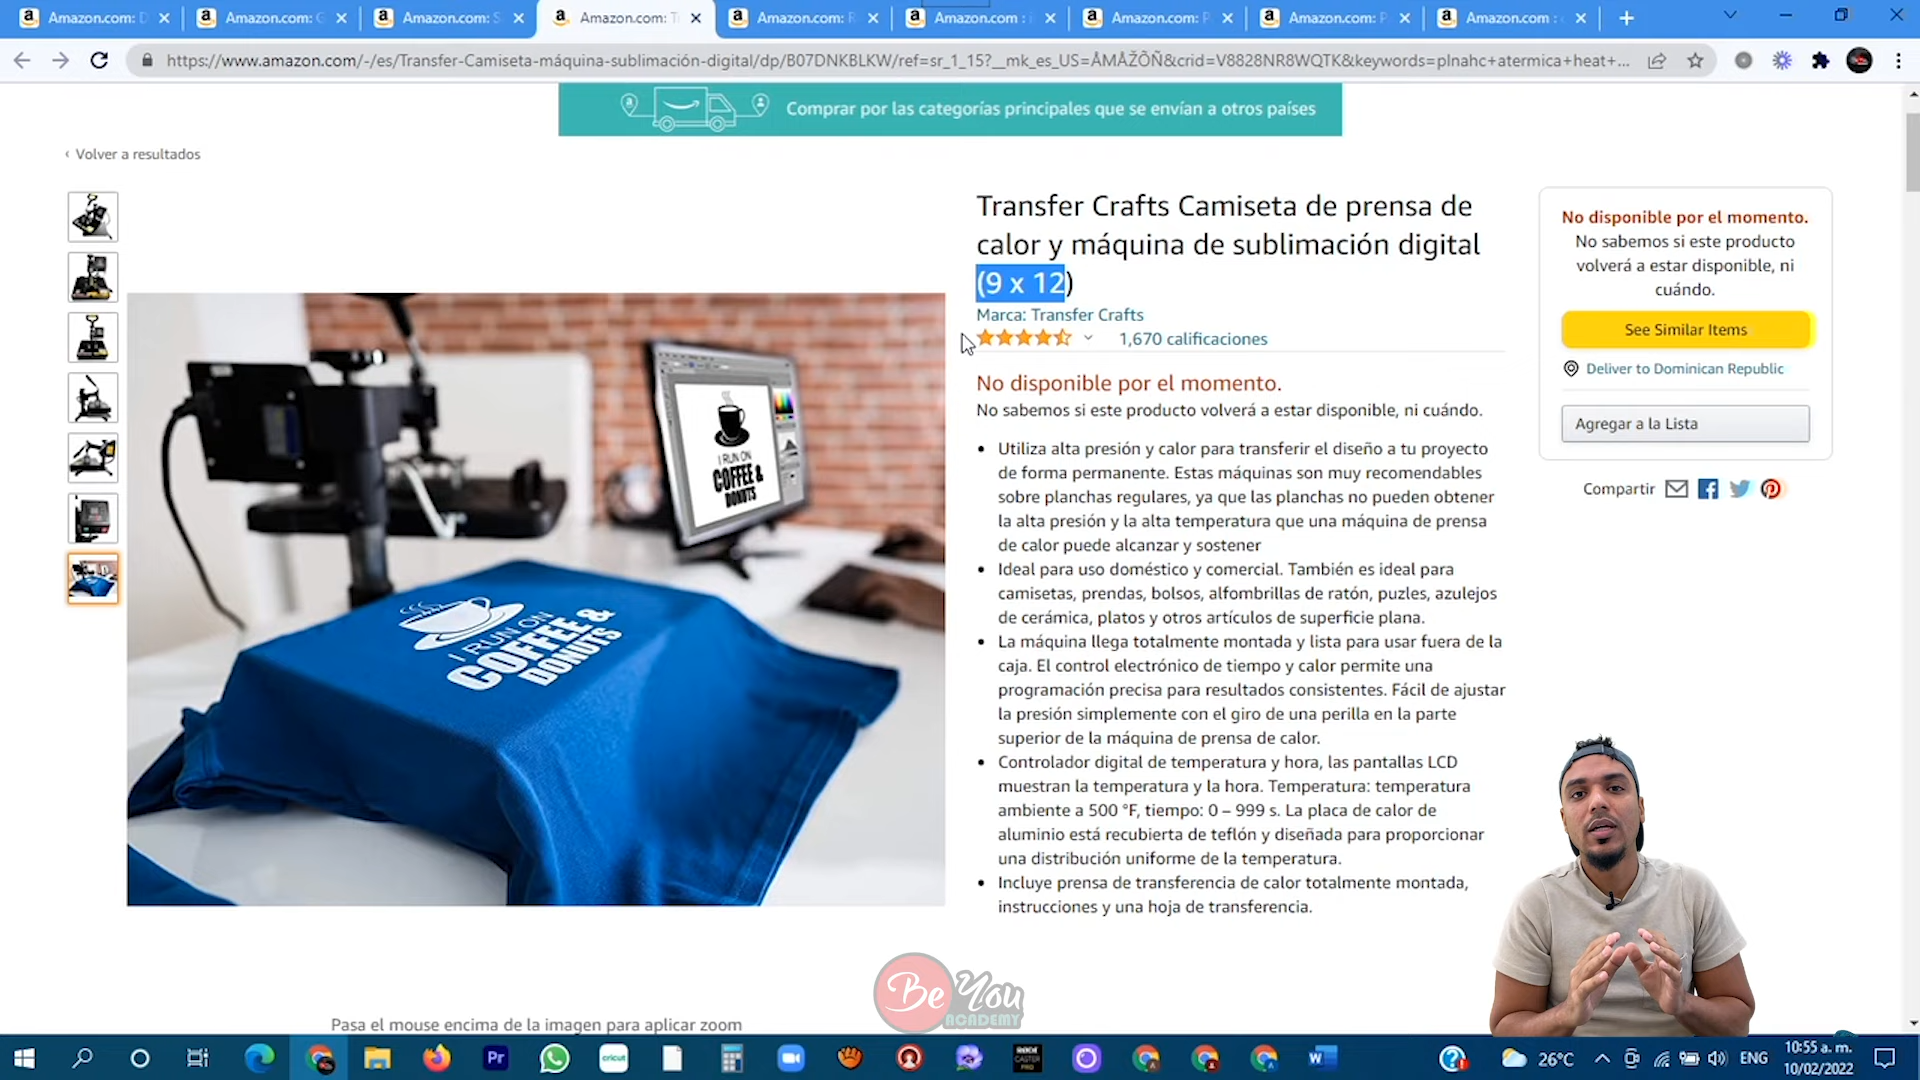 Amazon.com: D
Amazon.com: G
Amazon.com: S
Amazon.com: T
Amazon.com: R
Amazon.com :
Amazon.com: P
Amazon.com: P
Amazon.com :
https://www.amazon.com/-/es/Transfer-Camiseta-máquina-sublimación-digital/dp/B07DNKBLKW/ref=sr_1_15?__mk_es_US=ÅMÅŽÕÑ&crid=V8828NR8WQTK&keywords=plnahc+atermica+heat+...
Comprar por las categorías principales que se envían a otros países
‹ Volver a resultados
Transfer Crafts Camiseta de prensa de
calor y máquina de sublimación digital
(9 x 12)
Marca: Transfer Crafts
1,670 calificaciones
No disponible por el momento.
No sabemos si este producto volverá a estar disponible, ni cuándo.
• Utiliza alta presión y calor para transferir el diseño a tu proyecto
de forma permanente. Estas máquinas son muy recomendables
sobre planchas regulares, ya que las planchas no pueden obtener
la alta presión y la alta temperatura que una máquina de prensa
de calor puede alcanzar y sostener
• Ideal para uso doméstico y comercial. También es ideal para
camisetas, prendas, bolsos, alfombrillas de ratón, puzles, azulejos
de cerámica, platos y otros artículos de superficie plana.
• La máquina llega totalmente montada y lista para usar fuera de la
caja. El control electrónico de tiempo y calor permite una
programación precisa para resultados consistentes. Fácil de ajustar
la presión simplemente con el giro de una perilla en la parte
superior de la máquina de prensa de calor.
• Controlador digital de temperatura y hora, las pantallas LCD
muestran la temperatura y la hora. Temperatura: temperatura
ambiente a 500 °F, tiempo: 0 – 999 s. La placa de calor de
aluminio está recubierta de teflón y diseñada para proporcionar
una distribución uniforme de la temperatura.
• Incluye prensa de transferencia de calor totalmente montada,
instrucciones y una hoja de transferencia.
No disponible por el momento.
No sabemos si este producto
volverá a estar disponible, ni
cuándo.
See Similar Items
Deliver to Dominican Republic
Agregar a la Lista
Compartir
I RUN ON
COFFEE &
DONUTS
I RUN ON
COFFEE &
DONUTS
Pasa el mouse encima de la imagen para aplicar zoom
Be You
ACADEMY
Pr
cricut
26°C
ENG
10:55 a. m.
10/02/2022